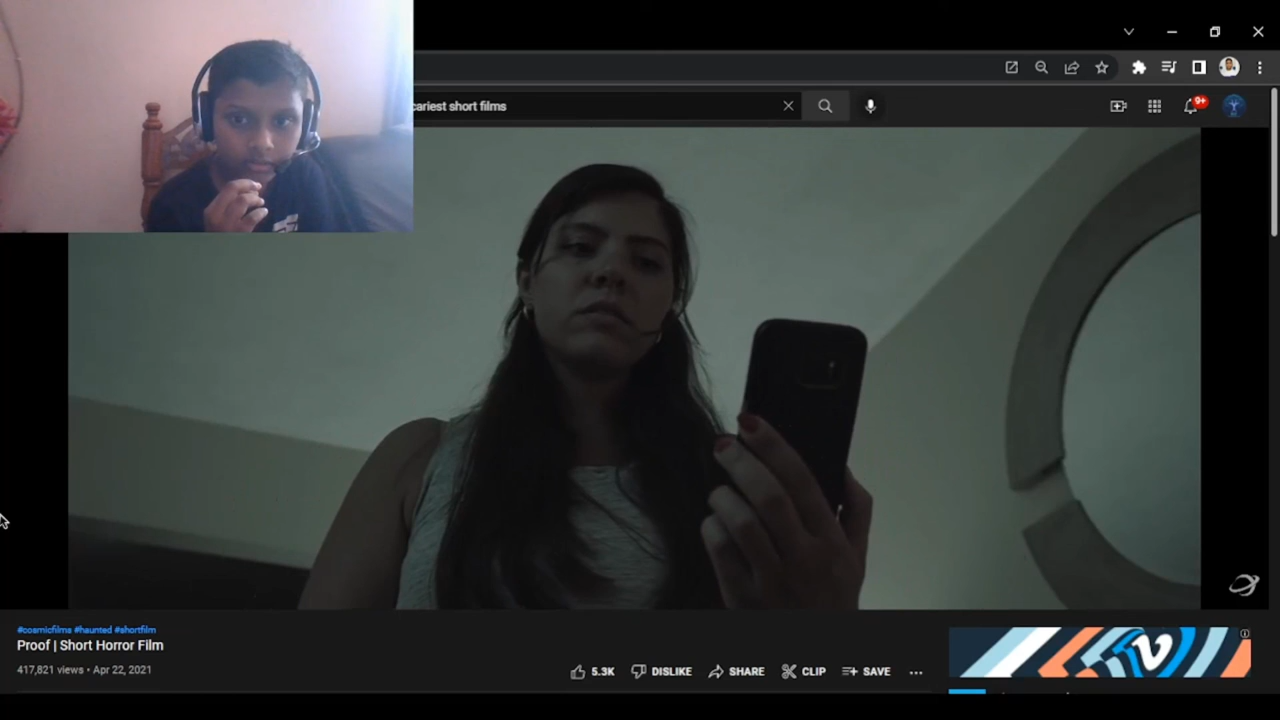 cariest short films
9+
#cosmicfilms #haunted #shortfilm
Proof | Short Horror Film
417,821 views • Apr 22, 2021
5.3K
DISLIKE
SHARE
CLIP
SAVE